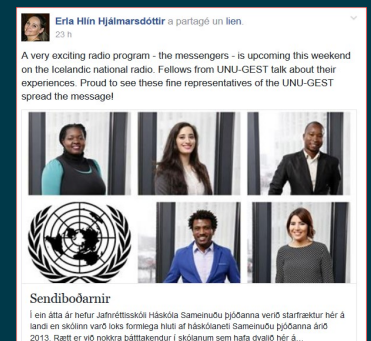 Erla Hlín Hjálmarsdóttir a partagé un lien.
23 h
A very exciting radio program - the messengers - is upcoming this weekend
on the Icelandic national radio. Fellows from UNU-GEST talk about their
experiences. Proud to see these fine representatives of the UNU-GEST
spread the message!
Sendiboðarnir
Í ein átta ár hefur Jafnréttisskóli Háskóla Sameinuðu þjóðanna verið starfræktur hér á
landi en skólinn varð loks formlega hluti af háskólaneti Sameinuðu þjóðanna árið
2013. Rætt er við nokkra þátttakendur í skólanum sem hafa dvalið hér á...